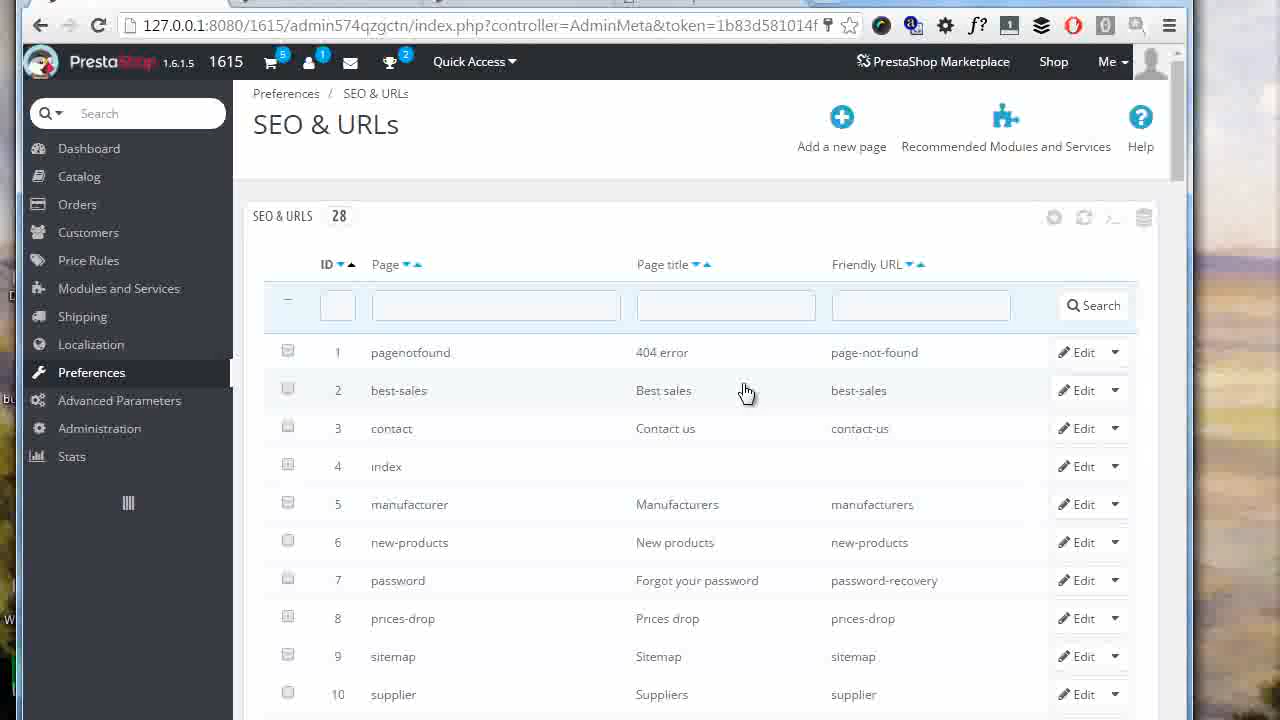 127.0.0.1:8080/1615/admin574qzgctn/index.php?controller=AdminMeta&token=1b83d581014f
PrestaShop 1.6.1.5 1615 5 1 2 Quick Access PrestaShop Marketplace Shop Me
Search
Dashboard
Catalog
Orders
Customers
Price Rules
Modules and Services
Shipping
Localization
Preferences
Advanced Parameters
Administration
Stats
Preferences / SEO & URLs
SEO & URLs
Add a new page Recommended Modules and Services Help
SEO & URLS 28
ID Page Page title Friendly URL
Search
1 pagenotfound 404 error page-not-found Edit
2 best-sales Best sales best-sales Edit
3 contact Contact us contact-us Edit
4 index Edit
5 manufacturer Manufacturers manufacturers Edit
6 new-products New products new-products Edit
7 password Forgot your password password-recovery Edit
8 prices-drop Prices drop prices-drop Edit
9 sitemap Sitemap sitemap Edit
10 supplier Suppliers supplier Edit